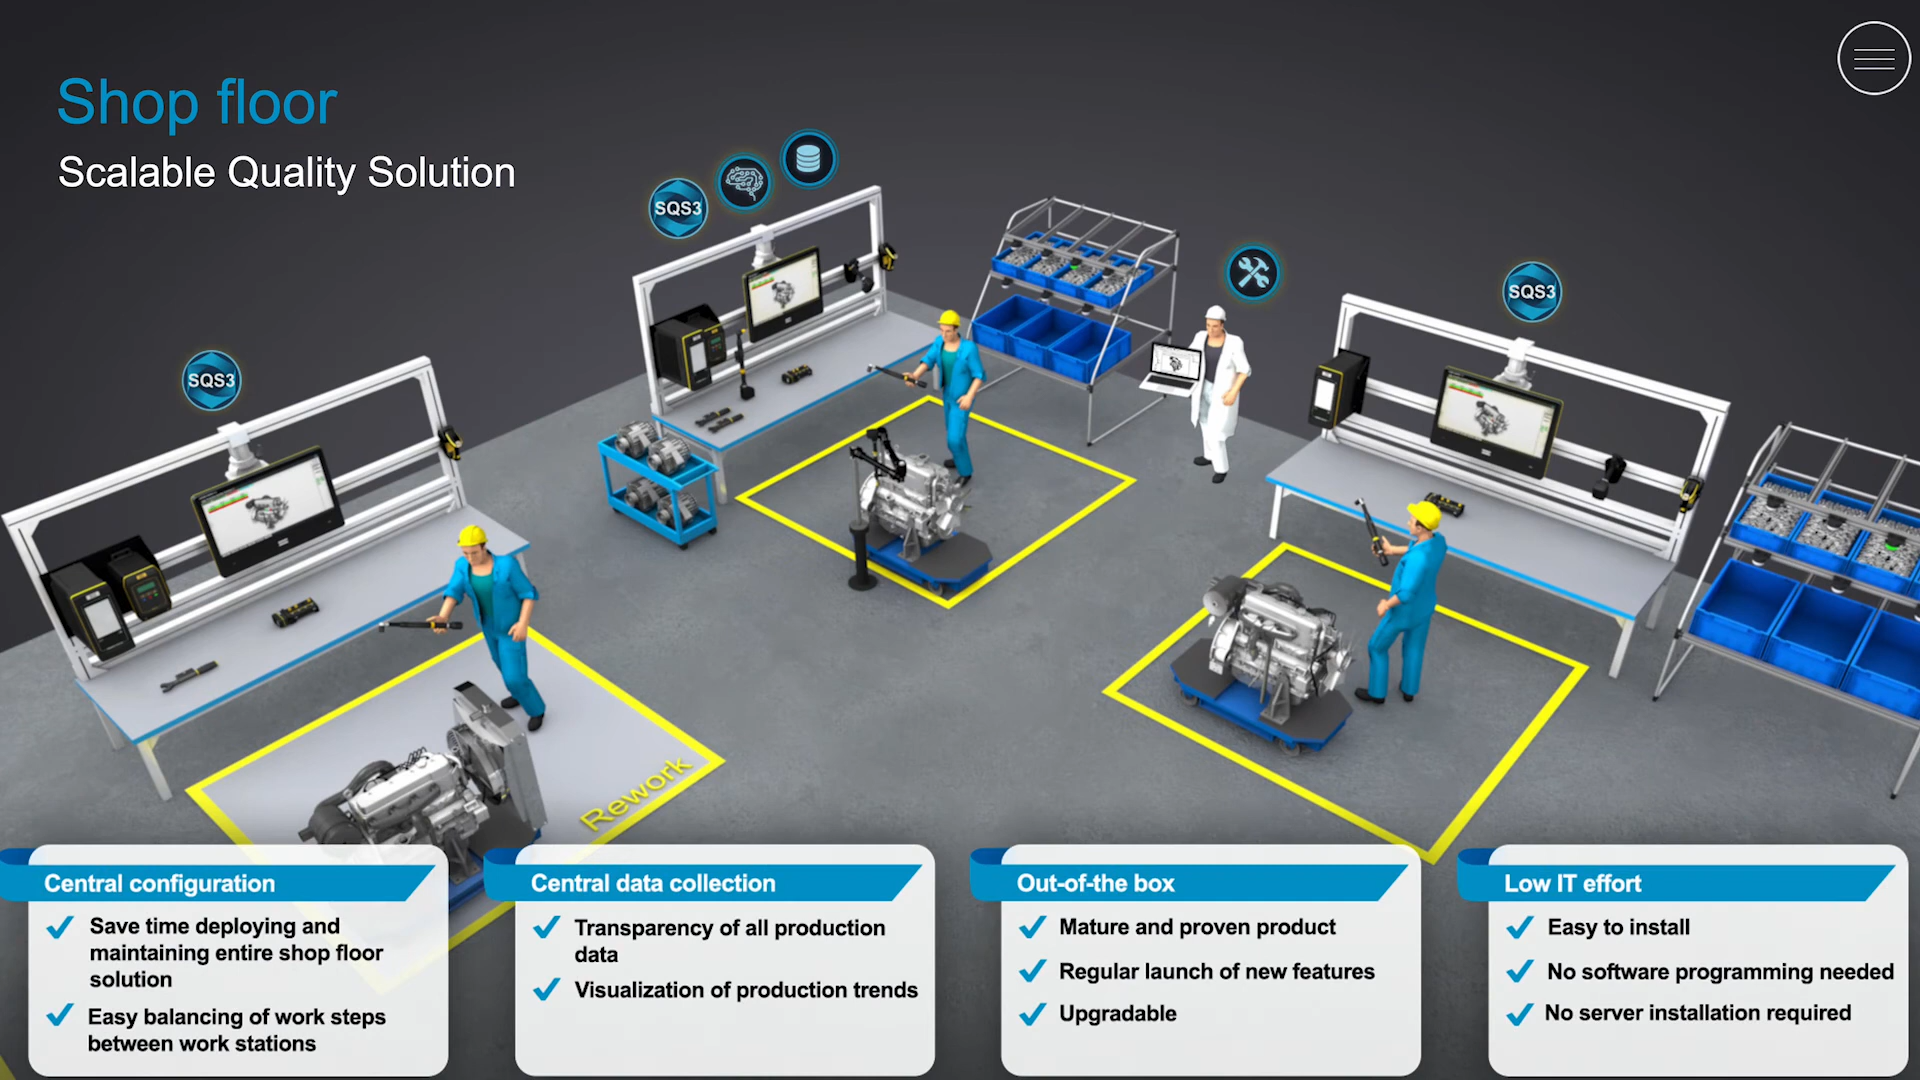 Shop floor
Scalable Quality Solution
SQS3
SQS3
SQS3
Rework
Central configuration
Save time deploying and
maintaining entire shop floor
solution
Easy balancing of work steps
between work stations
Central data collection
Transparency of all production
data
Visualization of production trends
Out-of-the box
Mature and proven product
Regular launch of new features
Upgradable
Low IT effort
Easy to install
No software programming needed
No server installation required